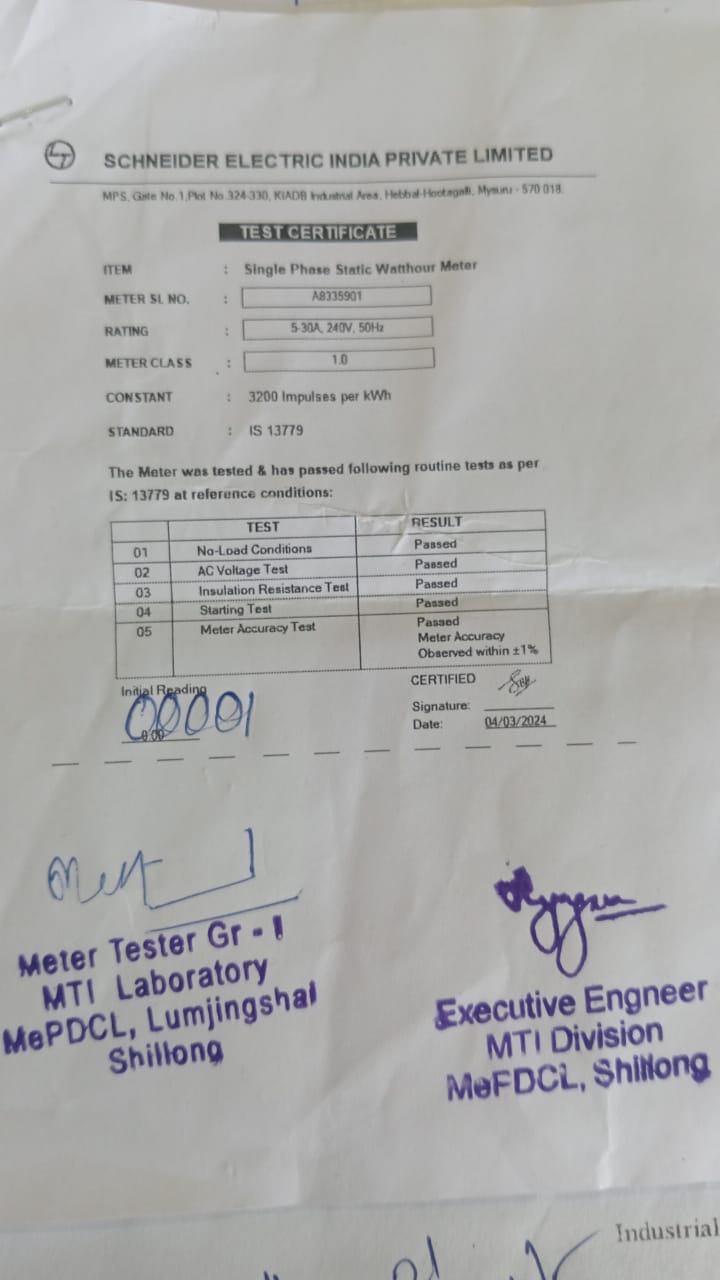 LT
SCHNEIDER ELECTRIC INDIA PRIVATE LIMITED
MPS, Gate No.1,Plot No.324-330, KIADB Industrial Area, Hebbal-Hootagalli, Mysuru - 570 018.
TEST CERTIFICATE
ITEM : Single Phase Static Watthour Meter
METER SL NO. : A8335901
RATING : 5-30A, 240V, 50Hz
METER CLASS : 1.0
CONSTANT : 3200 Impulses per kWh
STANDARD : IS 13779
The Meter was tested & has passed following routine tests as per
IS: 13779 at reference conditions:
TEST RESULT
01 No-Load Conditions Passed
02 AC Voltage Test Passed
03 Insulation Resistance Test Passed
04 Starting Test Passed
05 Meter Accuracy Test Passed
Meter Accuracy
Observed within ±1%
Initial Reading
00001
0.00
CERTIFIED
Signature:
Date: 04/03/2024
Meter Tester Gr - I
MTI Laboratory
MePDCL, Lumjingshai
Shillong
Executive Engneer
MTI Division
MePDCL, Shillong
Industrial